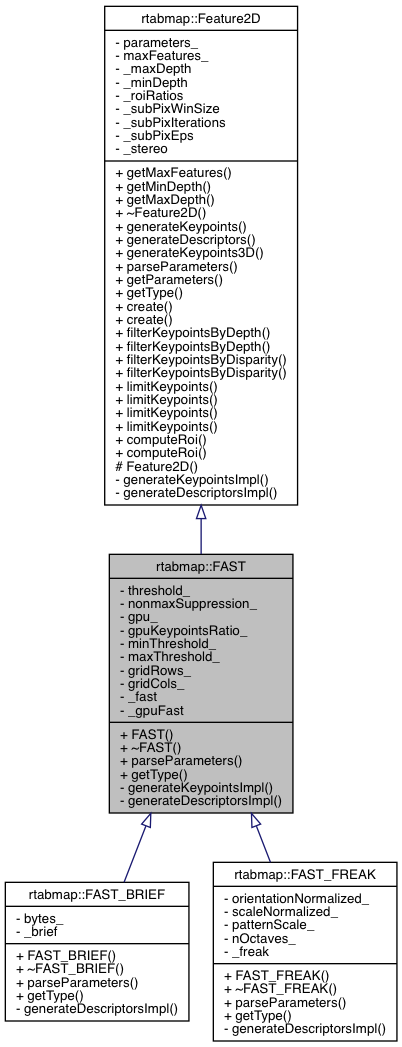 rtabmap::Feature2D
- parameters_
- maxFeatures_
- _maxDepth
- _minDepth
- _roiRatios
- _subPixWinSize
- _subPixIterations
- _subPixEps
- _stereo
+ getMaxFeatures()
+ getMinDepth()
+ getMaxDepth()
+ ~Feature2D()
+ generateKeypoints()
+ generateDescriptors()
+ generateKeypoints3D()
+ parseParameters()
+ getParameters()
+ getType()
+ create()
+ create()
+ filterKeypointsByDepth()
+ filterKeypointsByDepth()
+ filterKeypointsByDisparity()
+ filterKeypointsByDisparity()
+ limitKeypoints()
+ limitKeypoints()
+ limitKeypoints()
+ limitKeypoints()
+ computeRoi()
+ computeRoi()
# Feature2D()
- generateKeypointsImpl()
- generateDescriptorsImpl()
rtabmap::FAST
- threshold_
- nonmaxSuppression_
- gpu_
- gpuKeypointsRatio_
- minThreshold_
- maxThreshold_
- gridRows_
- gridCols_
- _fast
- _gpuFast
+ FAST()
+ ~FAST()
+ parseParameters()
+ getType()
- generateKeypointsImpl()
- generateDescriptorsImpl()
rtabmap::FAST_BRIEF
- bytes_
- _brief
+ FAST_BRIEF()
+ ~FAST_BRIEF()
+ parseParameters()
+ getType()
- generateDescriptorsImpl()
rtabmap::FAST_FREAK
- orientationNormalized_
- scaleNormalized_
- patternScale_
- nOctaves_
- _freak
+ FAST_FREAK()
+ ~FAST_FREAK()
+ parseParameters()
+ getType()
- generateDescriptorsImpl()